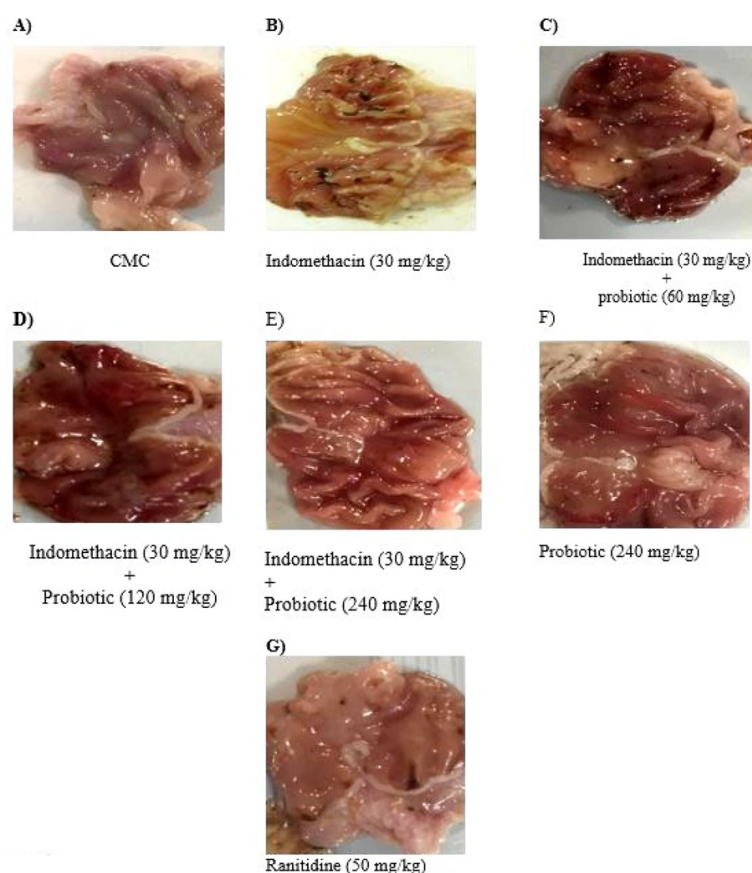 A)
B)
C)
CMC
Indomethacin (30 mg/kg)
Indomethacin (30 mg/kg)
+
probiotic (60 mg/kg)
D)
E)
F)
Indomethacin (30 mg/kg)
+
Probiotic (120 mg/kg)
Indomethacin (30 mg/kg)
+
Probiotic (240 mg/kg)
Probiotic (240 mg/kg)
G)
Ranitidine (50 mg/kg)